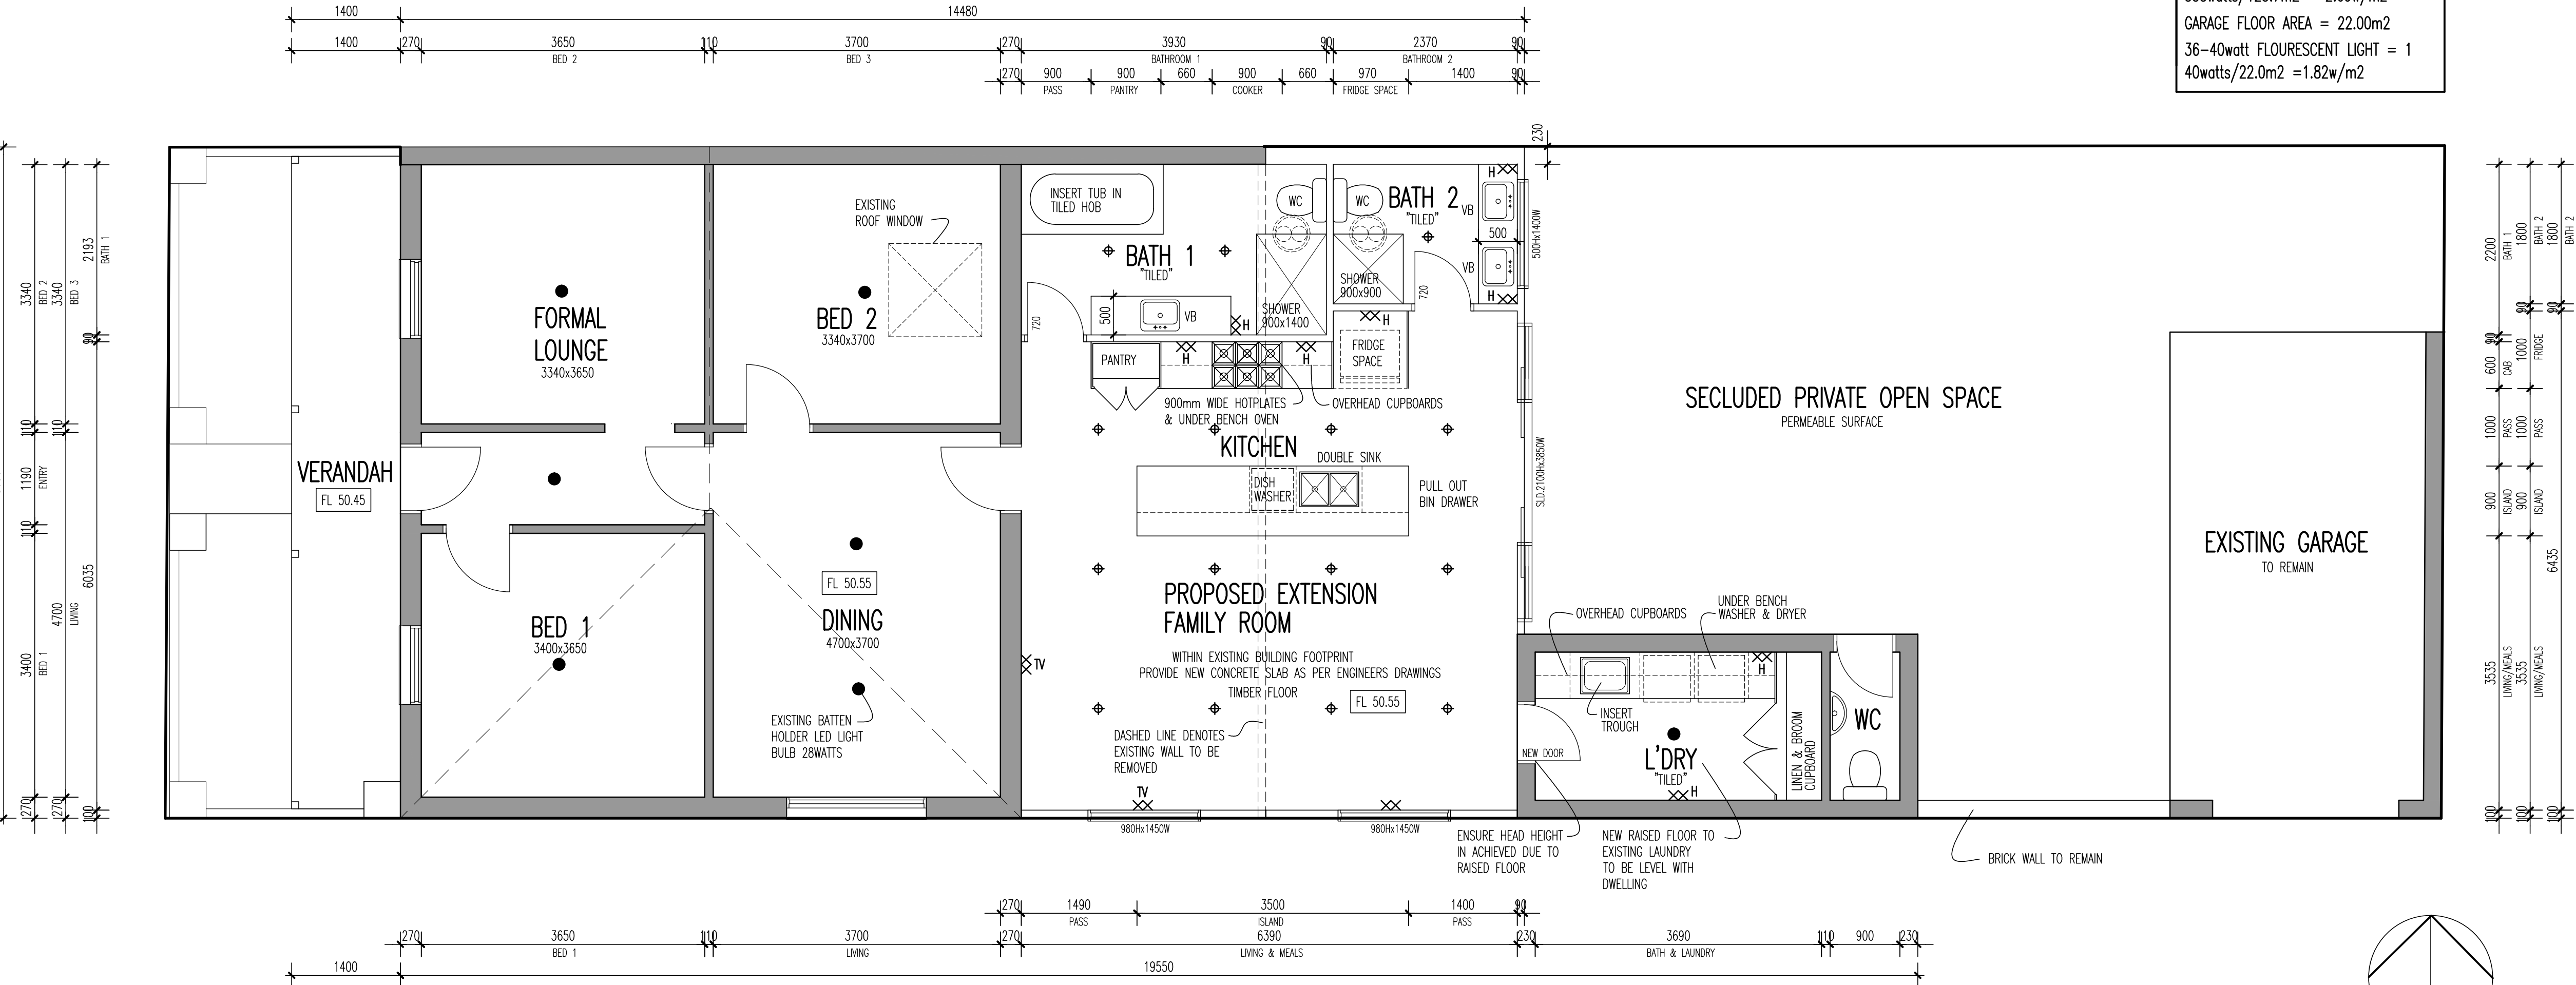 1400
14480
1400
270
3650
110
3700
270
3930
90
2370
90
BED 2
BED 3
BATHROOM 1
BATHROOM 2
270
900
900
660
900
660
970
1400
90
PASS
PANTRY
COOKER
FRIDGE SPACE
GARAGE FLOOR AREA = 22.00m2
36-40watt FLOURESCENT LIGHT = 1
40watts/22.0m2 =1.82w/m2
230
3340
BED 2
110
1190
ENTRY
110
3400
BED 1
270
3340
BED 3
110
4700
LIVING
270
2193
BATH 1
90
6035
100
VERANDAH
FL 50.45
FORMAL
LOUNGE
3340x3650
EXISTING
ROOF WINDOW
BED 2
3340x3700
BED 1
3400x3650
FL 50.55
DINING
4700x3700
EXISTING BATTEN
HOLDER LED LIGHT
BULB 28WATTS
INSERT TUB IN
TILED HOB
BATH 1
"TILED"
720
500
VB
H
WC
SHOWER
900x1400
WC
SHOWER
900x900
BATH 2
"TILED"
720
VB
VB
500
H
H
500Hx1400W
PANTRY
H
H
H
FRIDGE
SPACE
900mm WIDE HOTPLATES
& UNDER BENCH OVEN
OVERHEAD CUPBOARDS
KITCHEN
DOUBLE SINK
DISH
WASHER
PULL OUT
BIN DRAWER
SLD.2100Hx3850W
PROPOSED EXTENSION
FAMILY ROOM
WITHIN EXISTING BUILDING FOOTPRINT
PROVIDE NEW CONCRETE SLAB AS PER ENGINEERS DRAWINGS
TIMBER FLOOR
FL 50.55
TV
DASHED LINE DENOTES
EXISTING WALL TO BE
REMOVED
TV
980Hx1450W
980Hx1450W
SECLUDED PRIVATE OPEN SPACE
PERMEABLE SURFACE
EXISTING GARAGE
TO REMAIN
OVERHEAD CUPBOARDS
UNDER BENCH
WASHER & DRYER
H
INSERT
TROUGH
NEW DOOR
L'DRY
"TILED"
H
LINEN & BROOM
CUPBOARD
WC
ENSURE HEAD HEIGHT
IN ACHIEVED DUE TO
RAISED FLOOR
NEW RAISED FLOOR TO
EXISTING LAUNDRY
TO BE LEVEL WITH
DWELLING
BRICK WALL TO REMAIN
2200
BATH 1
90
600
CAB
1000
PASS
900
ISLAND
3535
LIVING/MEALS
100
1800
BATH 2
90
1000
FRIDGE
1000
PASS
900
ISLAND
3535
LIVING/MEALS
100
1800
BATH 2
90
6435
100
270
1490
3500
1400
90
PASS
ISLAND
PASS
270
3650
110
3700
270
6390
230
3690
110
900
230
BED 1
LIVING
LIVING & MEALS
BATH & LAUNDRY
1400
19550